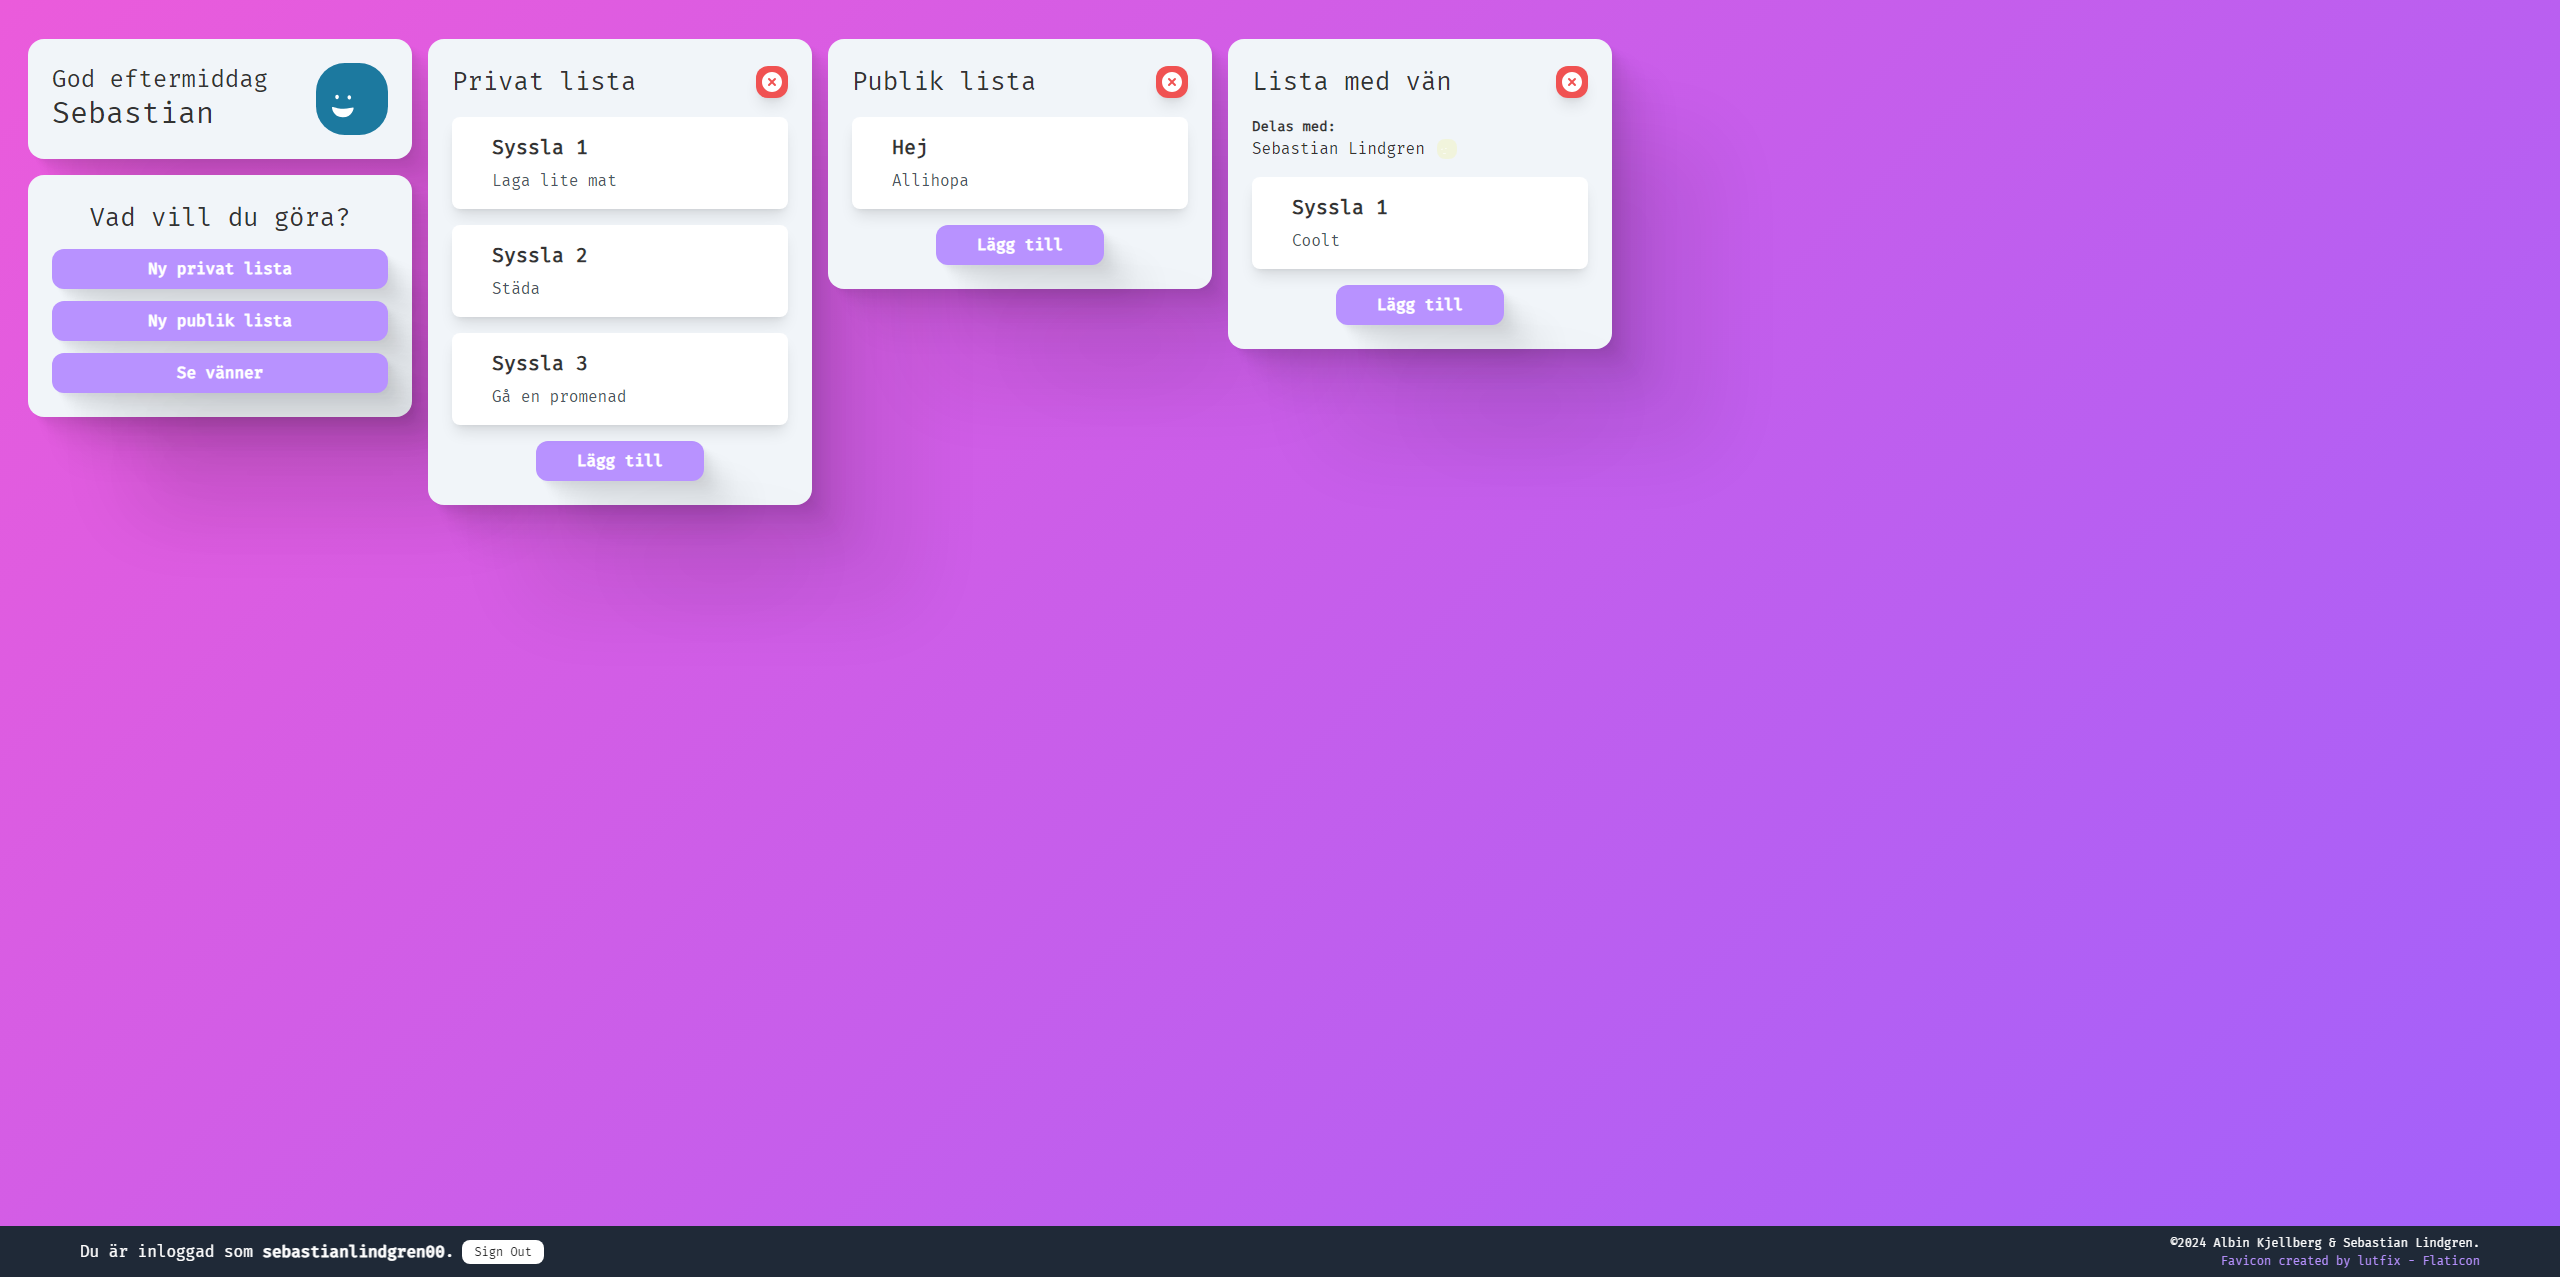 God eftermiddag
Sebastian
Vad vill du göra?
Ny privat lista
Ny publik lista
Se vänner
Privat lista
Syssla 1
Laga lite mat
Syssla 2
Städa
Syssla 3
Gå en promenad
Lägg till
Publik lista
Hej
Allihopa
Lägg till
Lista med vän
Delas med:
Sebastian Lindgren
Syssla 1
Coolt
Lägg till
Du är inloggad som sebastianlindgren00. Sign Out
©2024 Albin Kjellberg & Sebastian Lindgren.
Favicon created by lutfix - Flaticon